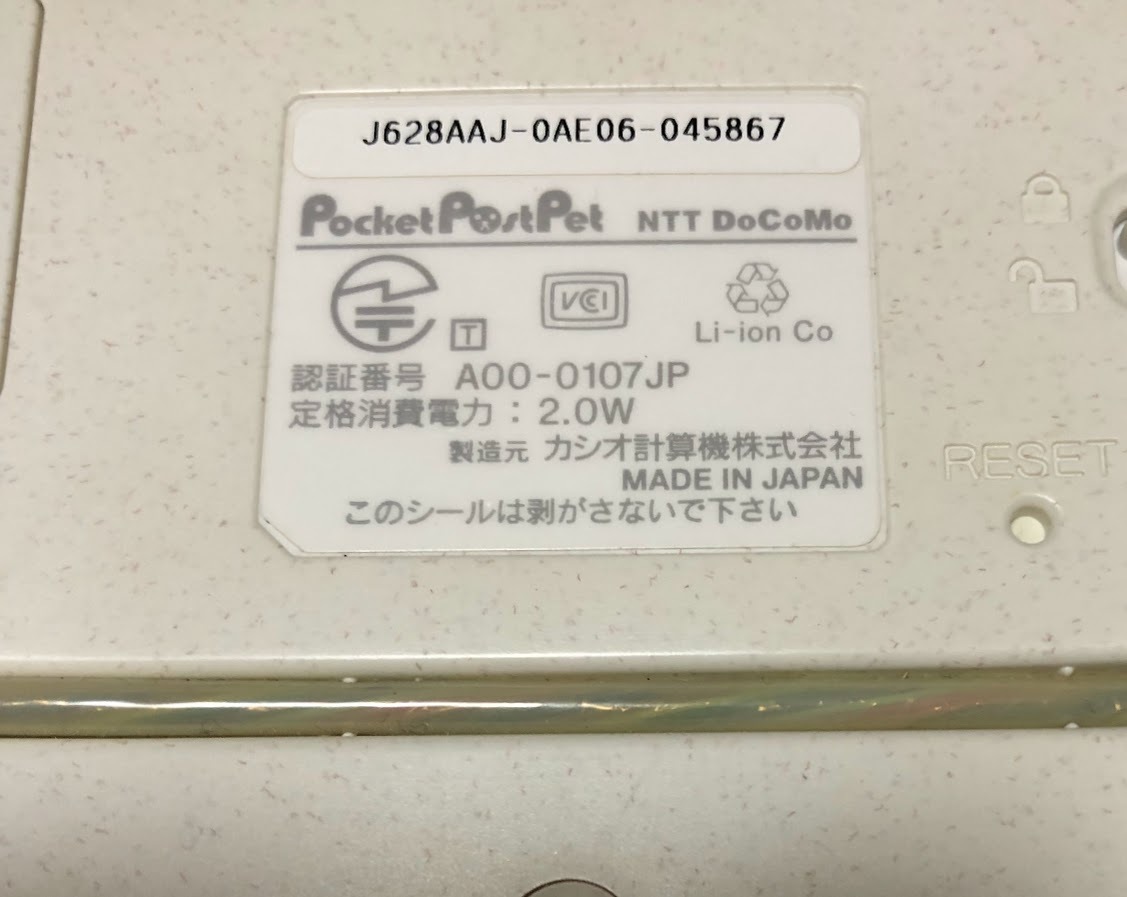 J628AAJ-0AE06-045867
PocketPostPet NTT DoCoMo
T VCCI
Li-ion Co
認証番号 A00-0107JP
定格消費電力：2.0W
製造元 カシオ計算機株式会社
MADE IN JAPAN
このシールは剥がさないで下さい
RESET